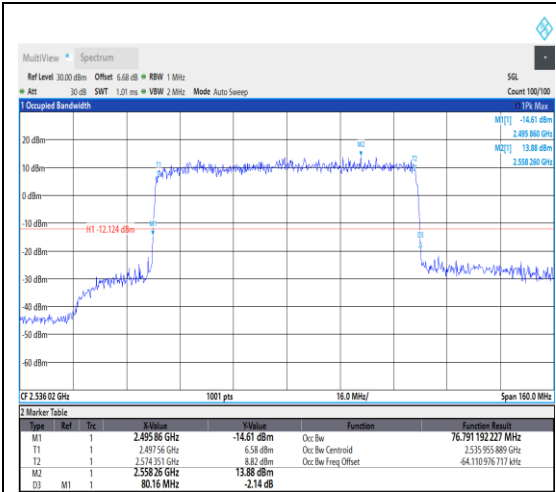 MultiView Spectrum
Ref Level 30.00 dBm Offset 6.68 dB RBW 1 MHz SGL
Att 30 dB SWT 1.01 ms VBW 2 MHz Mode Auto Sweep Count 100/100
1 Occupied Bandwidth 1Pk Max
M1[1] -14.61 dBm
2.495 860 GHz
M2[1] 13.88 dBm
2.558 260 GHz
20 dBm
M2
T1
T2
10 dBm
0 dBm
-10 dBm
M1
H1 -12.124 dBm
D3
-20 dBm
-30 dBm
-40 dBm
-50 dBm
-60 dBm
CF 2.536 02 GHz 1001 pts 16.0 MHz/ Span 160.0 MHz
2 Marker Table
Type Ref Trc X-Value Y-Value Function Function Result
M1 1 2.495 86 GHz -14.61 dBm Occ Bw 76.791 192 227 MHz
T1 1 2.497 56 GHz 6.58 dBm Occ Bw Centroid 2.535 955 889 GHz
T2 1 2.574 351 GHz 8.82 dBm Occ Bw Freq Offset -64.110 976 717 kHz
M2 1 2.558 26 GHz 13.88 dBm
D3 M1 1 80.16 MHz -2.14 dB